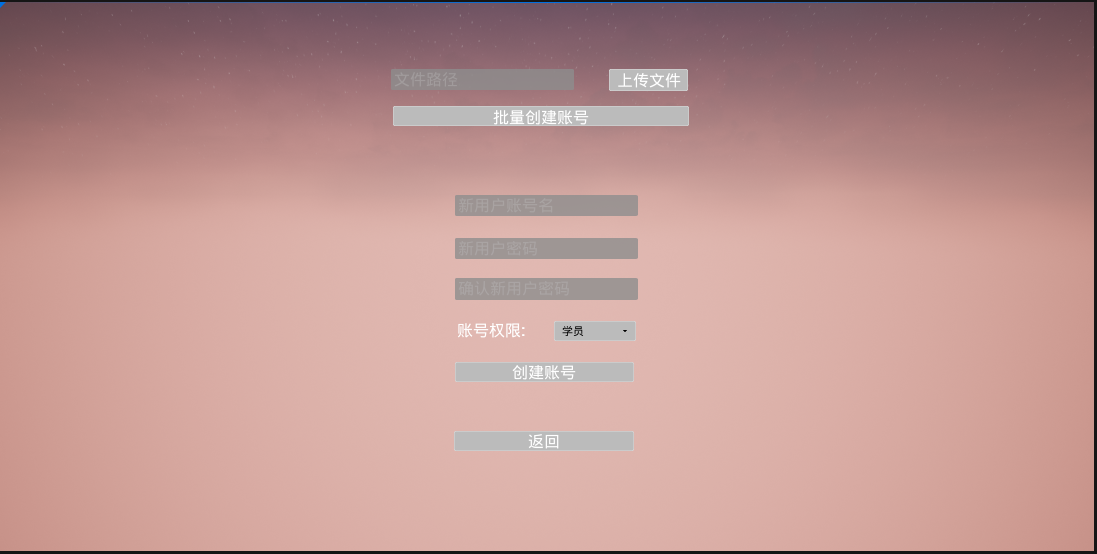 文件路径 上传文件
批量创建账号
新用户账号名
新用户密码
确认新用户密码
账号权限: 学员
创建账号
返回